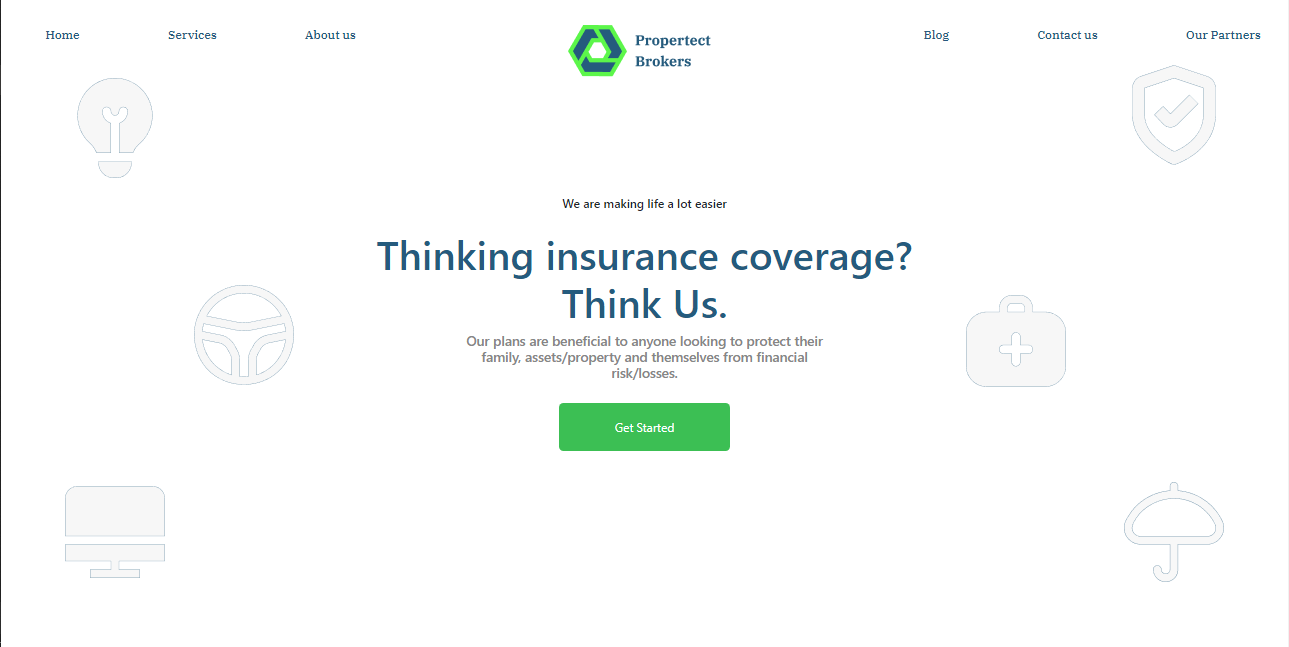 Home
Services
About us
Propertect
Brokers
Blog
Contact us
Our Partners
We are making life a lot easier
Thinking insurance coverage?
Think Us.
Our plans are beneficial to anyone looking to protect their
family, assets/property and themselves from financial
risk/losses.
Get Started